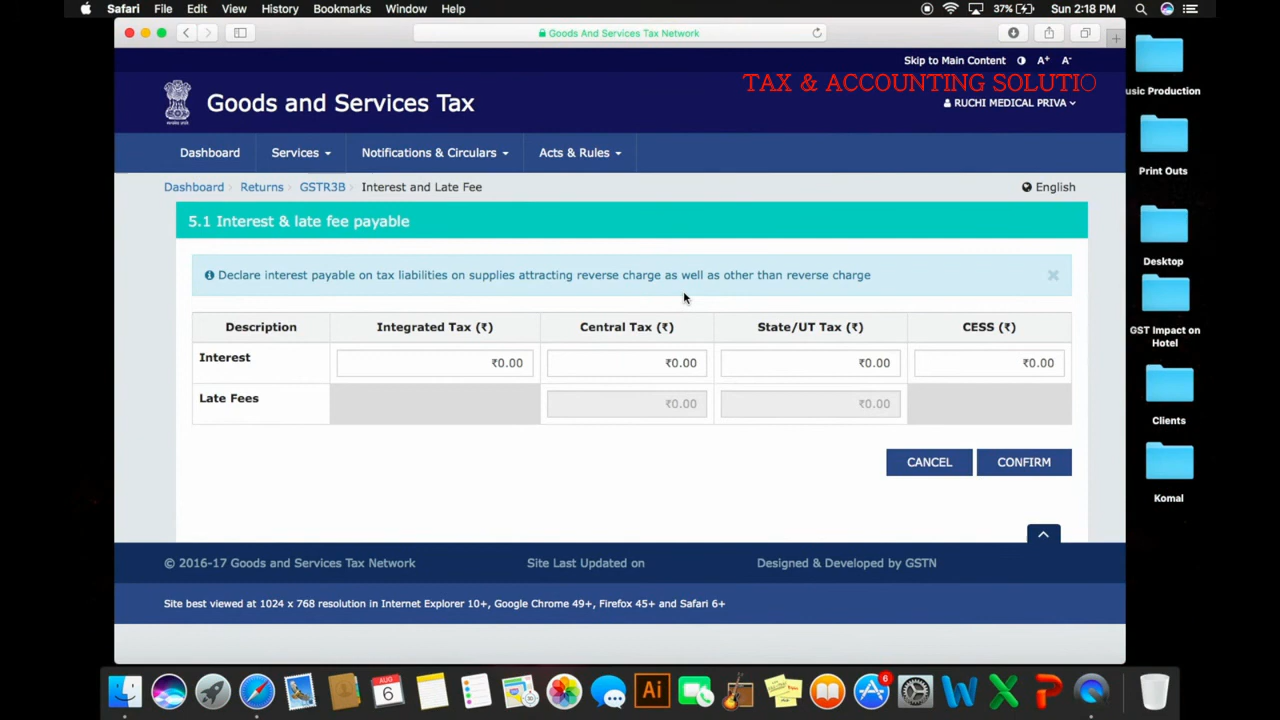 Safari File Edit View History Bookmarks Window Help 37% Sun 2:18 PM
Goods And Services Tax Network
Skip to Main Content A+ A-
TAX & ACCOUNTING SOLUTIO
Goods and Services Tax
RUCHI MEDICAL PRIVA
Dashboard Services Notifications & Circulars Acts & Rules
Dashboard Returns GSTR3B Interest and Late Fee English
5.1 Interest & late fee payable
Declare interest payable on tax liabilities on supplies attracting reverse charge as well as other than reverse charge
Description Integrated Tax (₹) Central Tax (₹) State/UT Tax (₹) CESS (₹)
Interest ₹0.00 ₹0.00 ₹0.00 ₹0.00
Late Fees ₹0.00 ₹0.00
CANCEL CONFIRM
© 2016-17 Goods and Services Tax Network Site Last Updated on Designed & Developed by GSTN
Site best viewed at 1024 x 768 resolution in Internet Explorer 10+, Google Chrome 49+, Firefox 45+ and Safari 6+
usic Production
Print Outs
Desktop
GST Impact on
Hotel
Clients
Komal
AUG
6
Ai
6